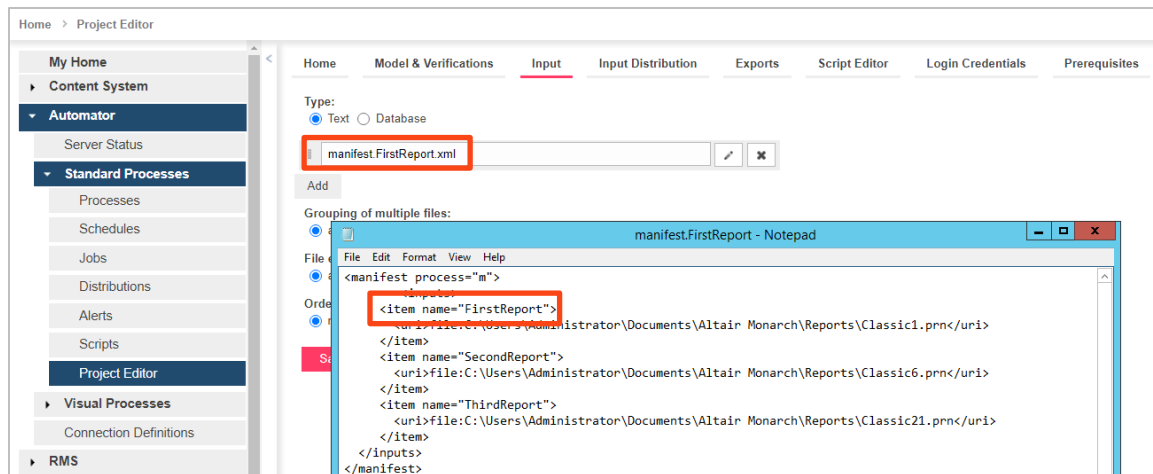 Home > Project Editor
My Home
Content System
Automator
Server Status
Standard Processes
Processes
Schedules
Jobs
Distributions
Alerts
Scripts
Project Editor
Visual Processes
Connection Definitions
RMS
Home Model & Verifications Input Input Distribution Exports Script Editor Login Credentials Prerequisites
Type:
Text Database
manifest.FirstReport.xml
Add
Grouping of multiple files:
File
Orde
Sa
manifest.FirstReport - Notepad
File Edit Format View Help
<manifest process="m">
<inputs>
<item name="FirstReport">
<uri>file:C:\Users\Administrator\Documents\Altair Monarch\Reports\Classic1.prn</uri>
</item>
<item name="SecondReport">
<uri>file:C:\Users\Administrator\Documents\Altair Monarch\Reports\Classic6.prn</uri>
</item>
<item name="ThirdReport">
<uri>file:C:\Users\Administrator\Documents\Altair Monarch\Reports\Classic21.prn</uri>
</item>
</inputs>
</manifest>